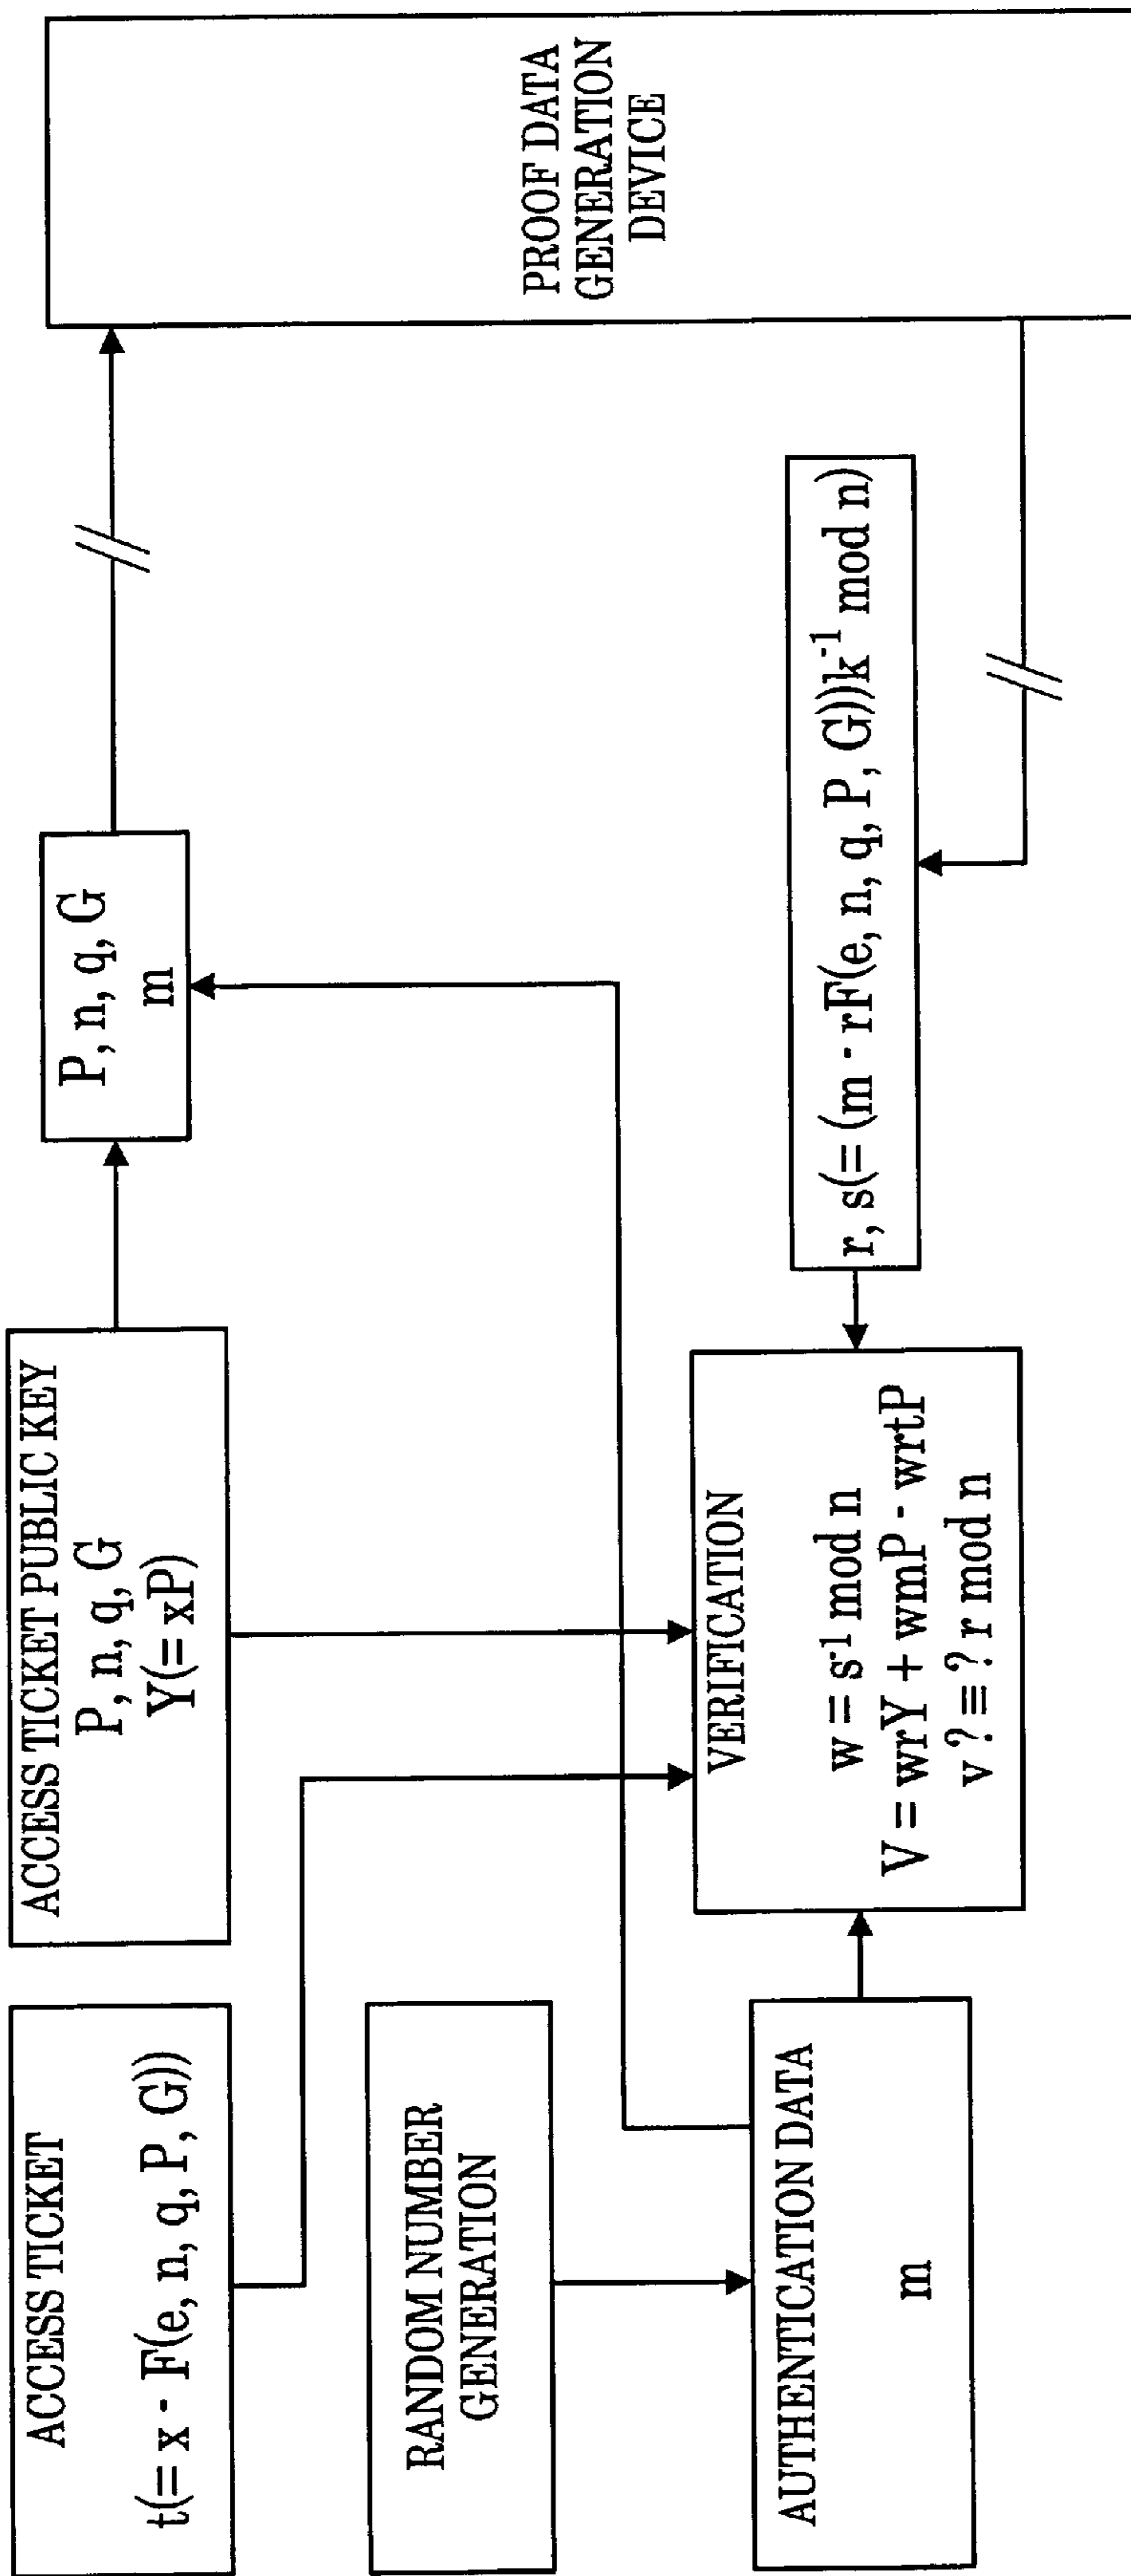 ACCESS TICKET
t(= x - F(e, n, q, P, G))
ACCESS TICKET PUBLIC KEY
P, n, q, G
Y(= xP)
P, n, q, G
m
PROOF DATA
GENERATION
DEVICE
RANDOM NUMBER
GENERATION
AUTHENTICATION DATA
m
VERIFICATION
w = s⁻¹ mod n
V = wrY + wmP - wrtP
v ? ≡ ? r mod n
r, s(= (m - rF(e, n, q, P, G))k⁻¹ mod n)